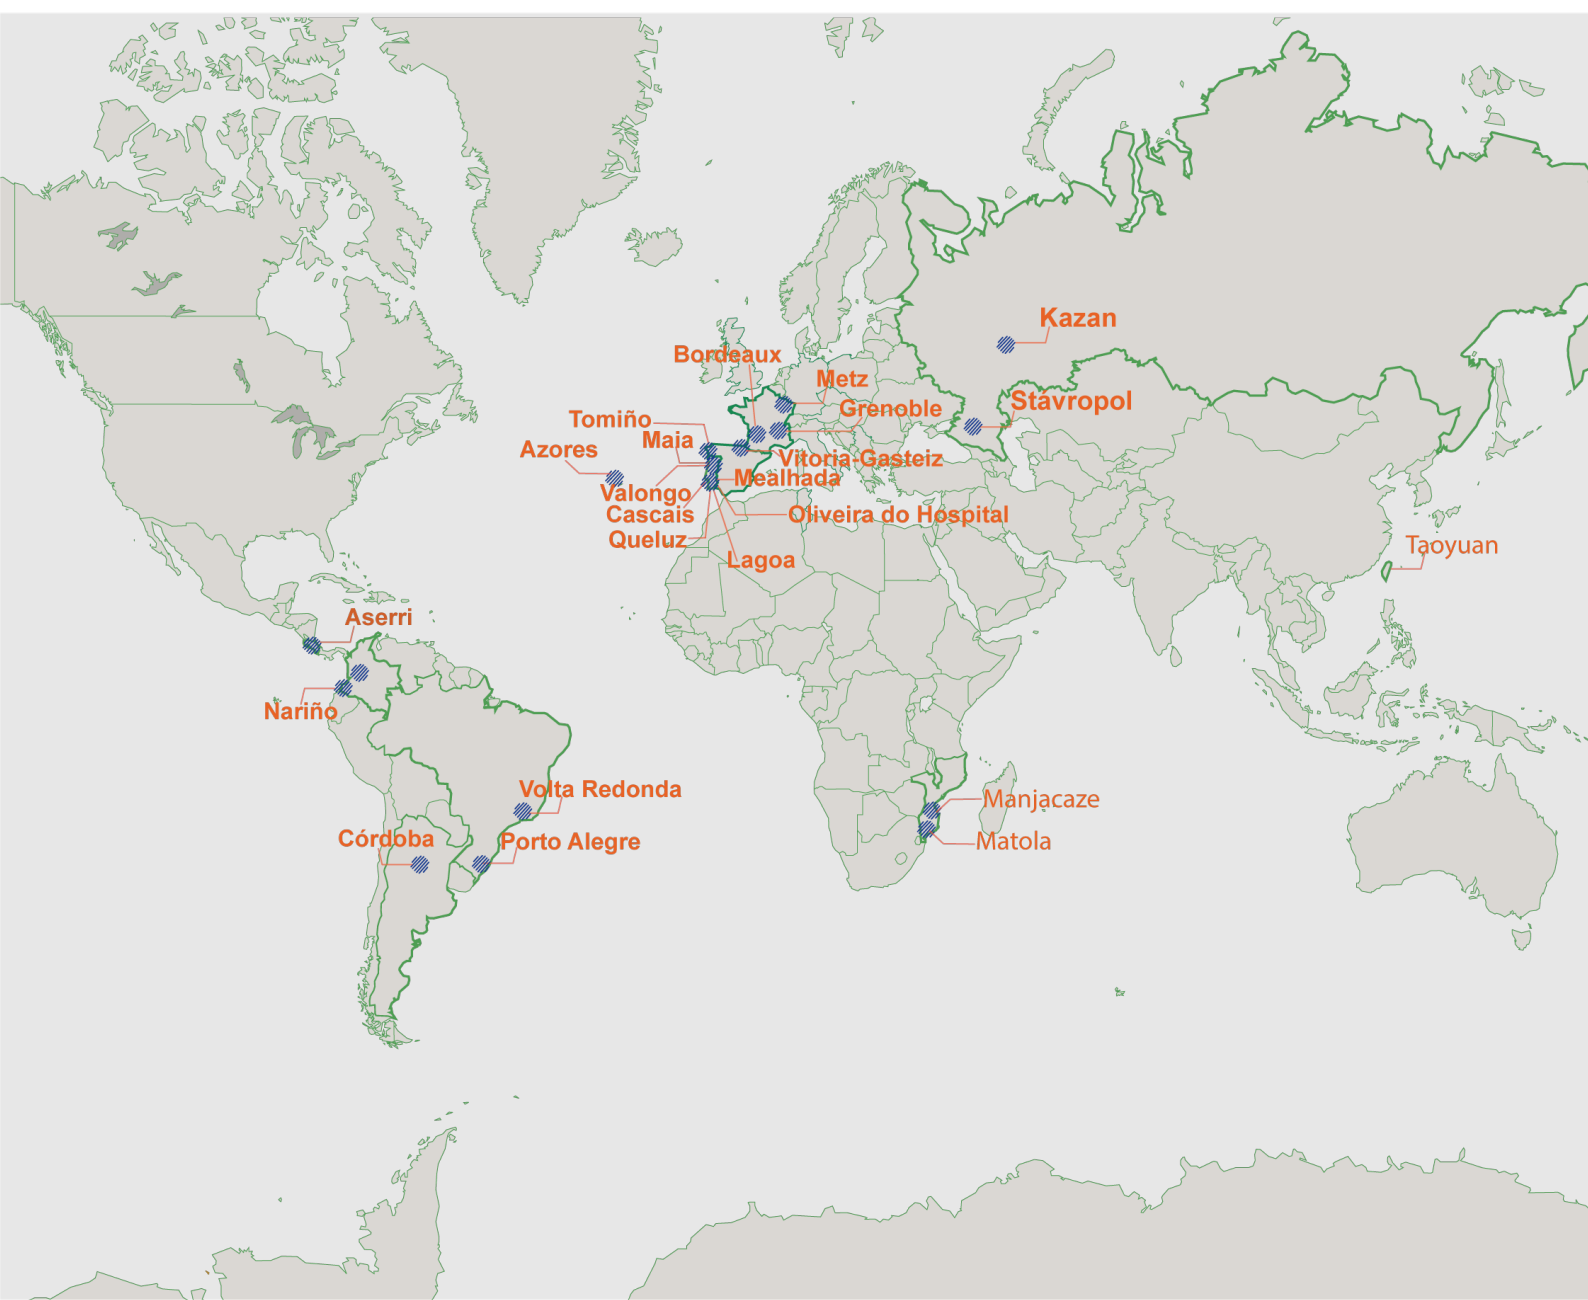 Kazan
Bordeaux
Metz
Stávropol
Grenoble
Tomiño
Maia
Azores
Vitoria-Gasteiz
Mealhada
Valongo
Cascais
Oliveira do Hospital
Queluz
Taoyuan
Lagoa
Aserri
Nariño
Volta Redonda
Manjacaze
Córdoba
Porto Alegre
Matola